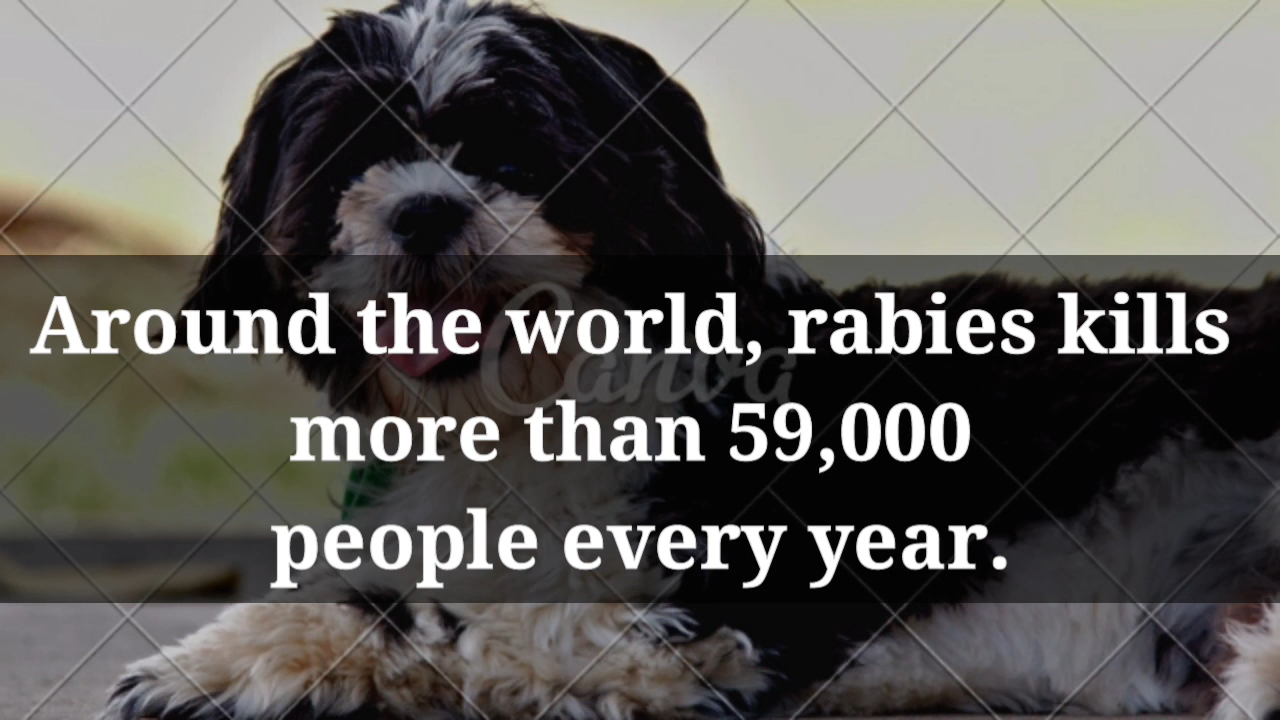 Around the world, rabies kills
more than 59,000
people every year.
Canva